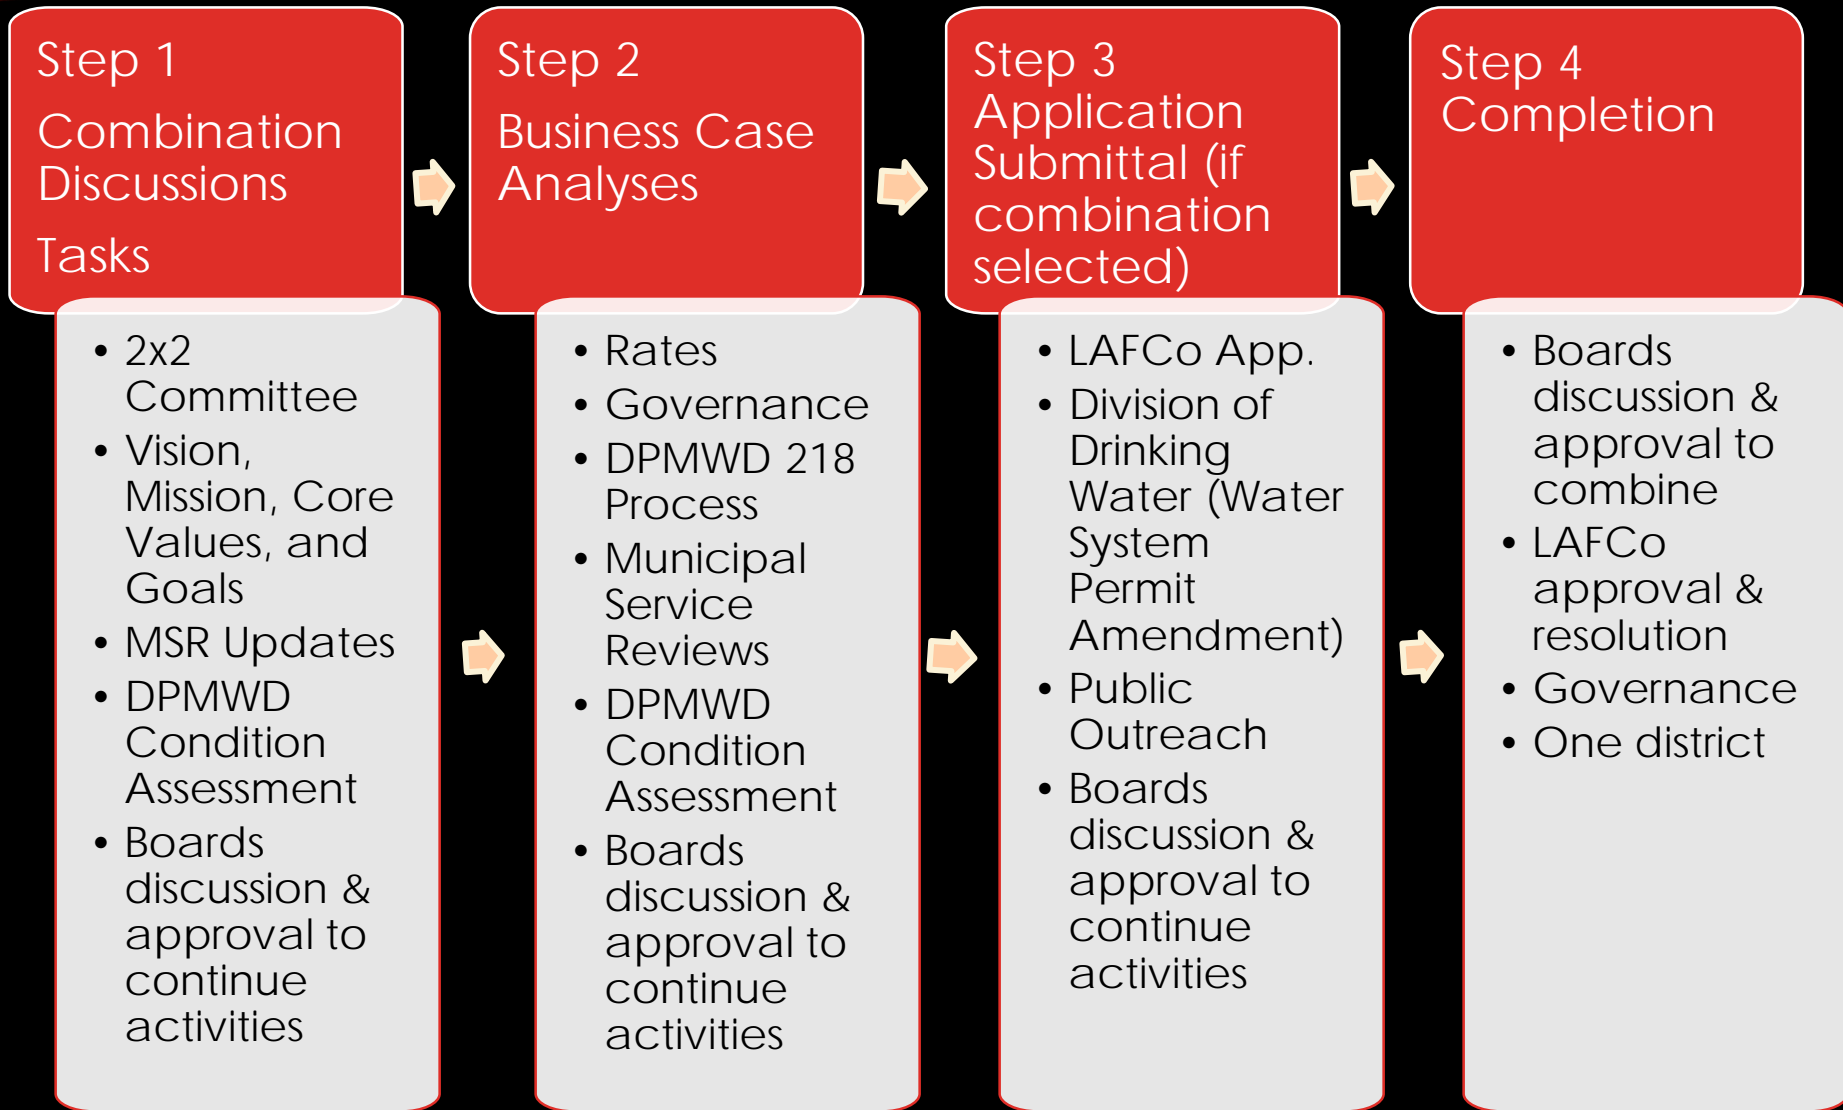 Step 1
Combination
Discussions
Tasks
• 2x2
Committee
• Vision,
Mission, Core
Values, and
Goals
• MSR Updates
• DPMWD
Condition
Assessment
• Boards
discussion &
approval to
continue
activities
Step 2
Business Case
Analyses
• Rates
• Governance
• DPMWD 218
Process
• Municipal
Service
Reviews
• DPMWD
Condition
Assessment
• Boards
discussion &
approval to
continue
activities
Step 3
Application
Submittal (if
combination
selected)
• LAFCo App.
• Division of
Drinking
Water (Water
System
Permit
Amendment)
• Public
Outreach
• Boards
discussion &
approval to
continue
activities
Step 4
Completion
• Boards
discussion &
approval to
combine
• LAFCo
approval &
resolution
• Governance
• One district